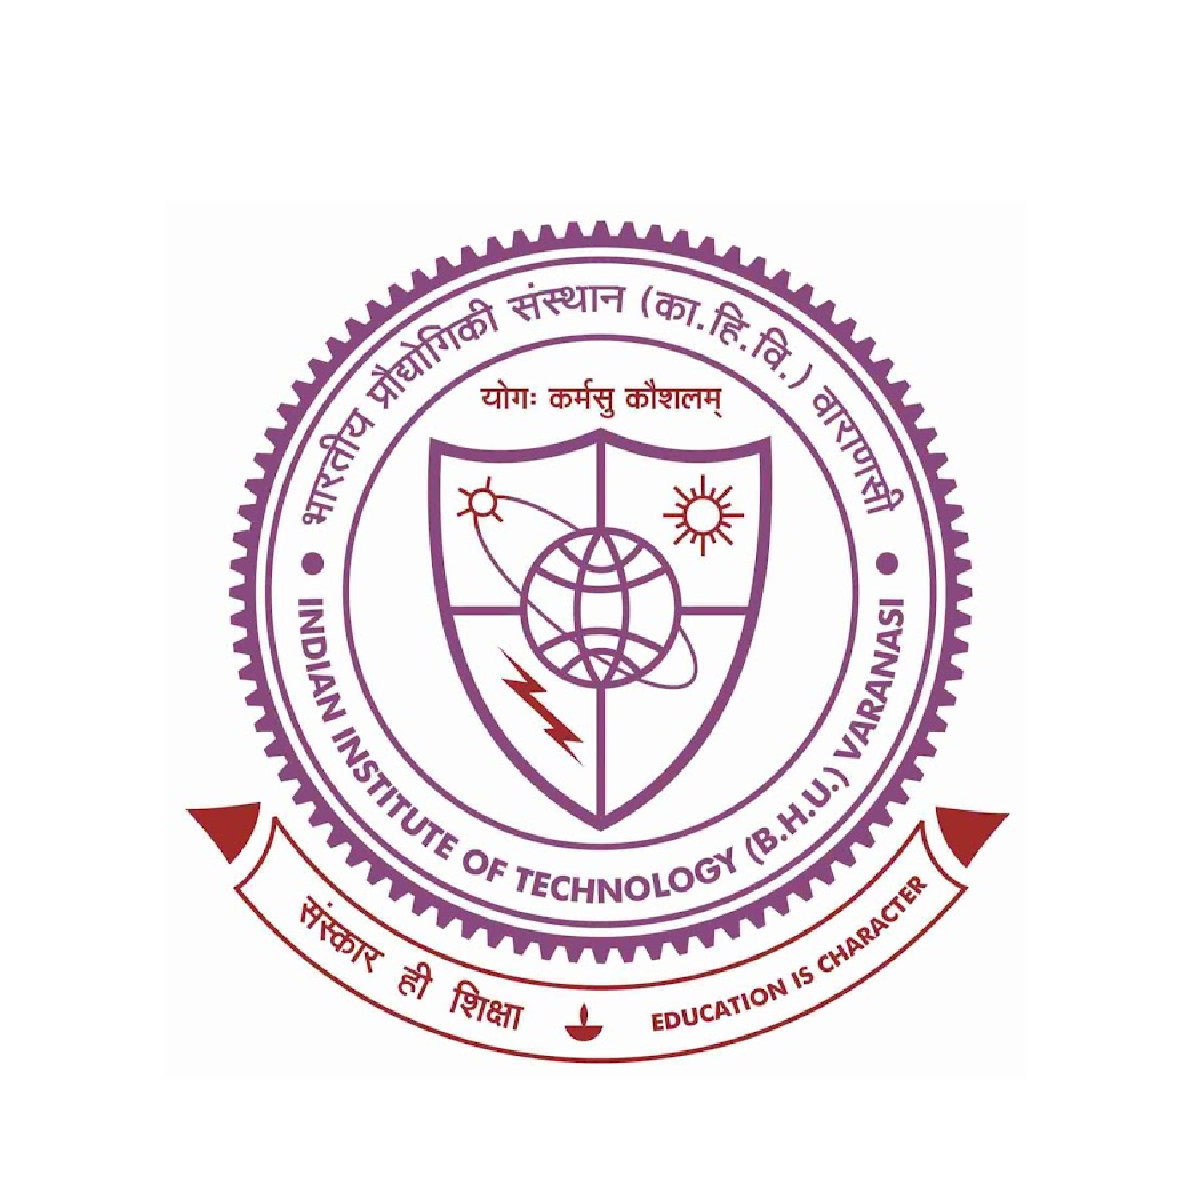 भारतीय प्रौद्योगिकी संस्थान (का.हि.वि.) वाराणसी
योगः कर्मसु कौशलम्
INDIAN INSTITUTE OF TECHNOLOGY (B.H.U.) VARANASI
संस्कार ही शिक्षा
EDUCATION IS CHARACTER